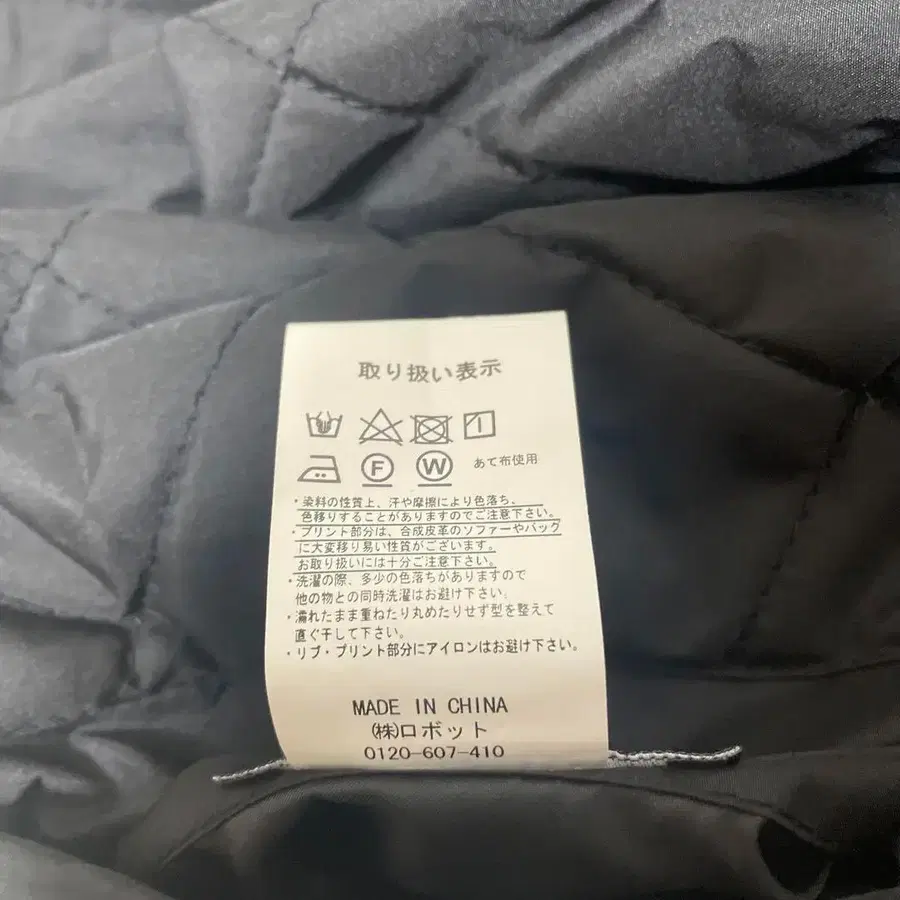 取り扱い表示
F W あて布使用
・染料の性質上、汗や摩擦により色落ち、
色移りすることがありますのでご注意下さい。
・プリント部分は、合成皮革のソファーやバッグ
に大変移り易い性質がございます。
お取り扱いには十分ご注意下さい。
・洗濯の際、多少の色落ちがありますので
他の物との同時洗濯はお避け下さい。
・濡れたまま重ねたり丸めたりせず型を整えて
直ぐ干して下さい。
・リブ・プリント部分にアイロンはお避け下さい。
MADE IN CHINA
㈱ロボット
0120-607-410